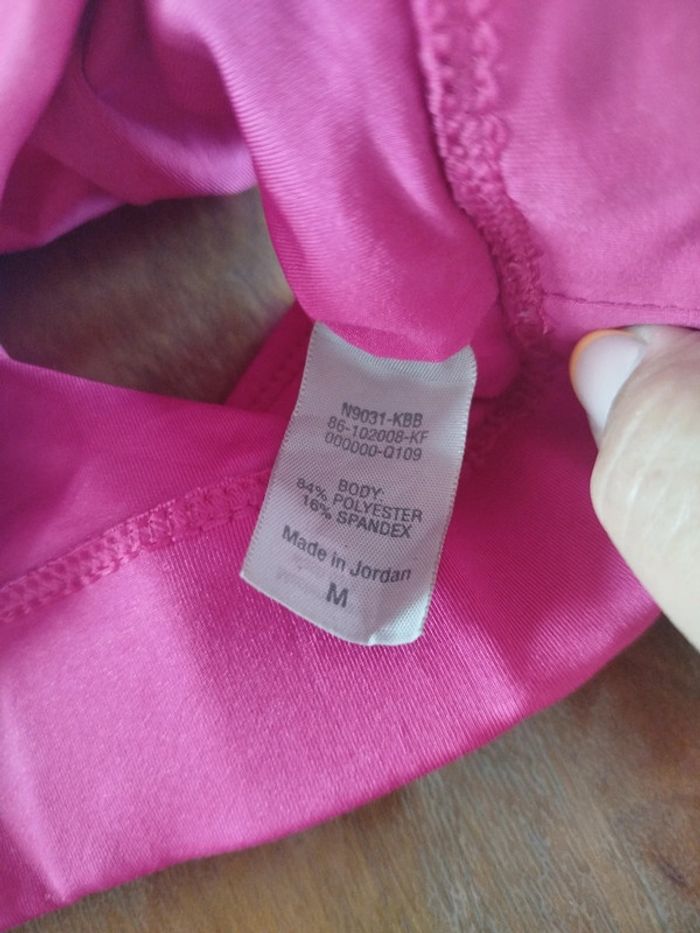 N9031-KBB
86-102008-KF
000000-Q109
BODY:
84% POLYESTER
16% SPANDEX
Made in Jordan
M